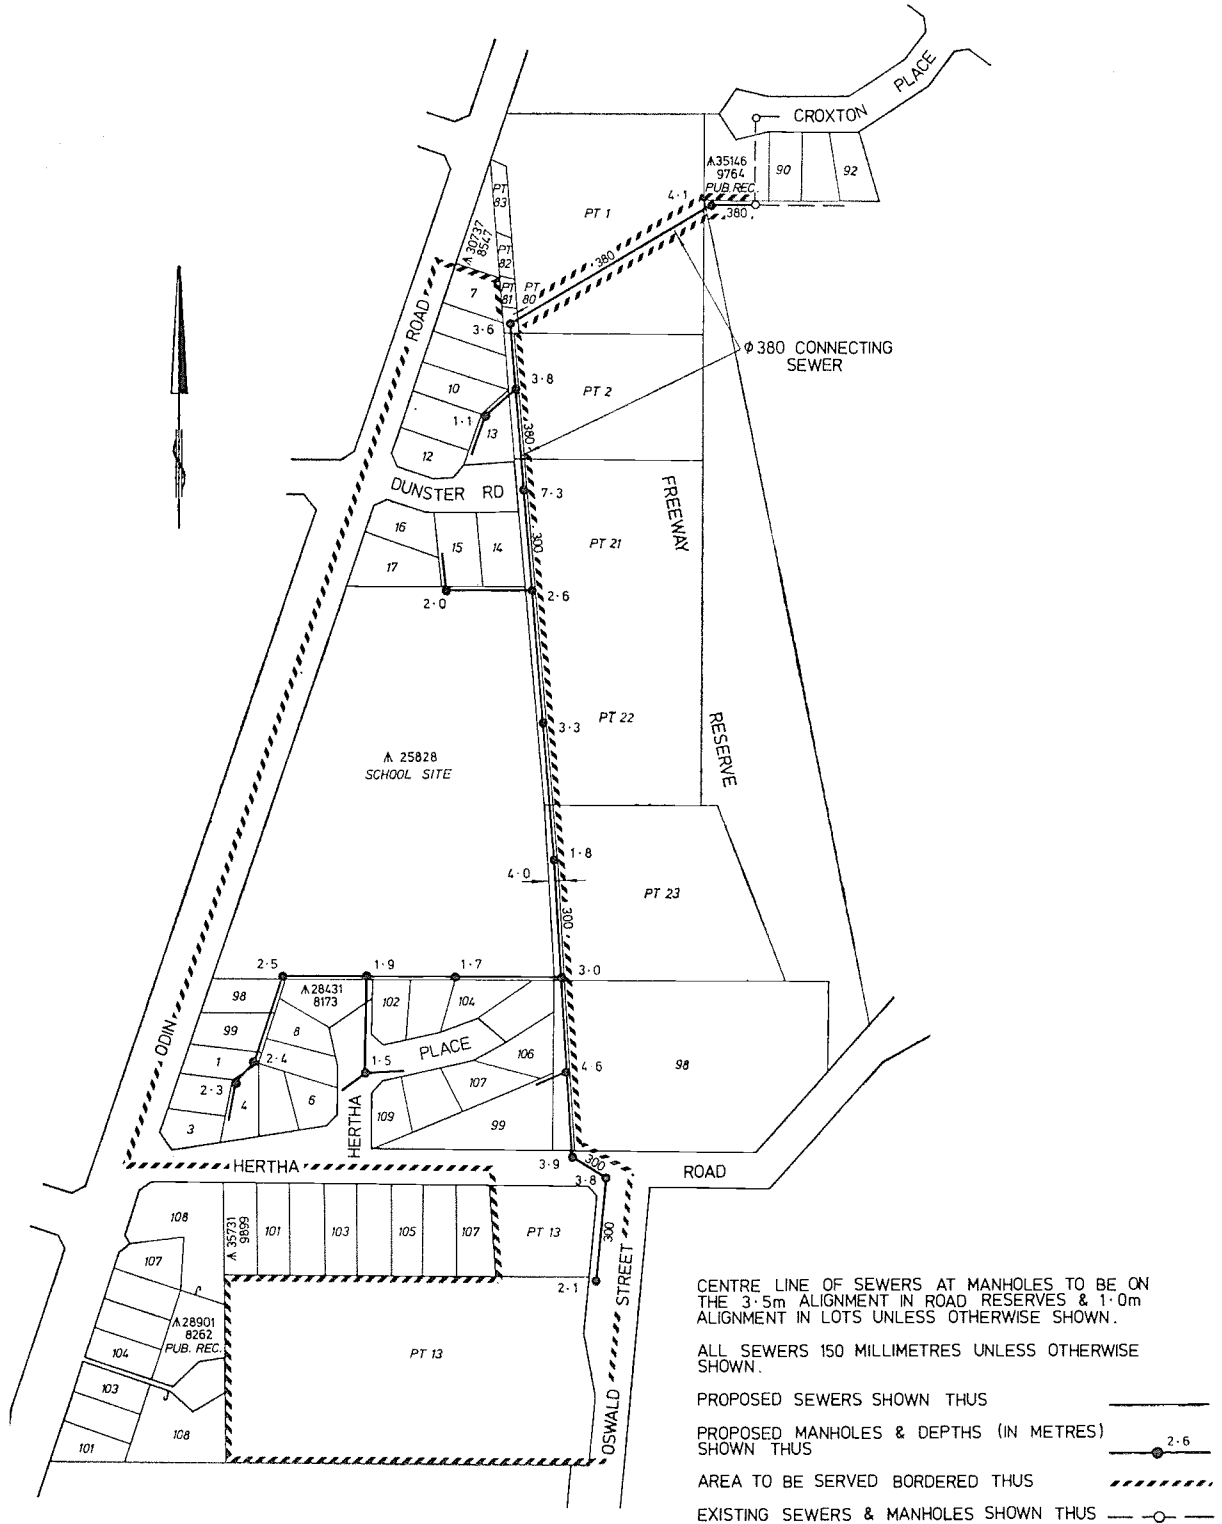 CROXTON
PLACE
⩚35146
9764
PUB. REC.
90
92
4·1
380
PT
83
PT 1
⩚30737
8547
PT
82
380
PT
81
PT
80
7
3·6
ROAD
φ380 CONNECTING
SEWER
10
3·8
PT 2
1·1
13
380
12
DUNSTER RD
7·3
FREEWAY
16
15
14
300
PT 21
17
2·0
2·6
3·3
PT 22
RESERVE
⩚ 25828
SCHOOL SITE
1·8
4·0
PT 23
300
2·5
1·9
1·7
3·0
98
⩚28431
8173
102
104
99
8
ODIN
1
2·4
1·5
PLACE
106
4·6
98
2·3
4
6
107
3
HERTHA
109
99
HERTHA
3·9
300
3·8
ROAD
108
⩚35731
9899
101
103
105
107
PT 13
300
107
2·1
STREET
⩚28901
8262
PUB. REC.
104
PT 13
103
101
108
OSWALD
CENTRE LINE OF SEWERS AT MANHOLES TO BE ON
THE 3·5m ALIGNMENT IN ROAD RESERVES & 1·0m
ALIGNMENT IN LOTS UNLESS OTHERWISE SHOWN.
ALL SEWERS 150 MILLIMETRES UNLESS OTHERWISE
SHOWN.
PROPOSED SEWERS SHOWN THUS
PROPOSED MANHOLES & DEPTHS (IN METRES)
SHOWN THUS
2·6
AREA TO BE SERVED BORDERED THUS
EXISTING SEWERS & MANHOLES SHOWN THUS